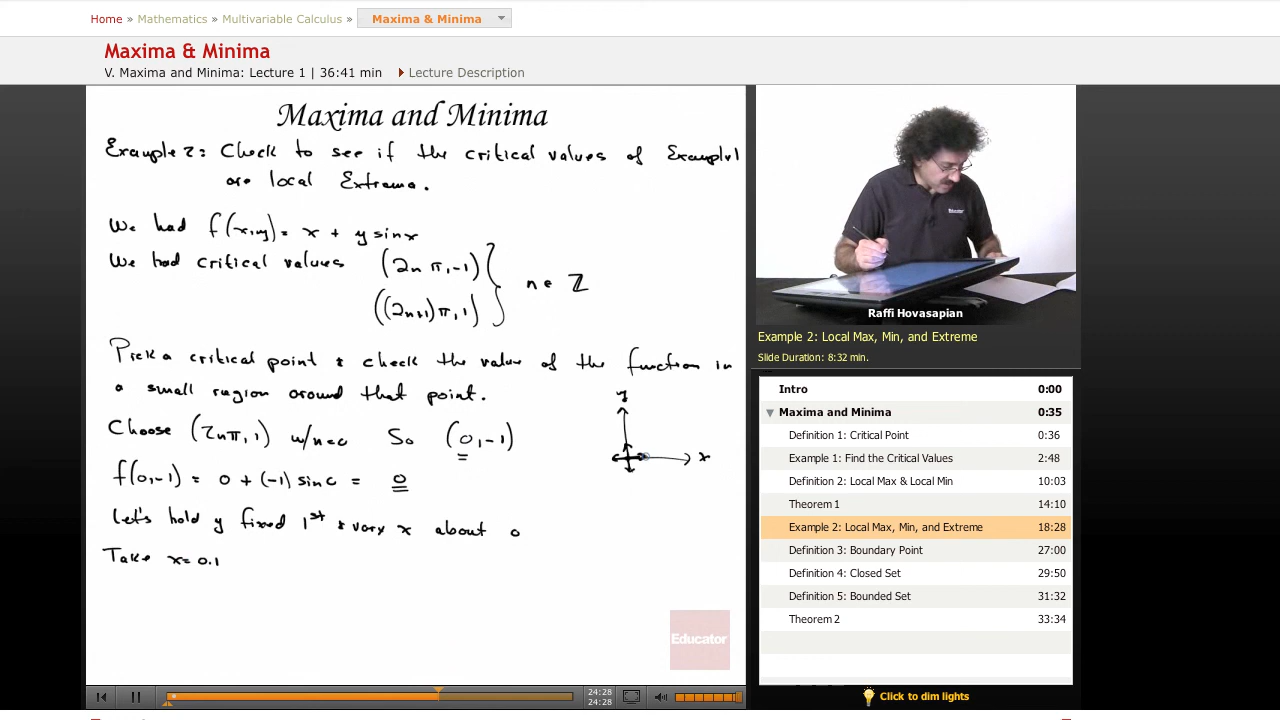 Home » Mathematics » Multivariable Calculus » Maxima & Minima
Maxima & Minima
V. Maxima and Minima: Lecture 1 | 36:41 min Lecture Description
Maxima and Minima
Example 2: Check to see if the critical values of Example 1
are local Extrema.
We had f(x,y) = x + y sinx
We had critical values (2nπ,-1)
((2n+1)π,1) n ∈ ℤ
Pick a critical point & check the value of the function in
a small region around that point.
Choose (2nπ,1) w/n=0 So (0,-1)
f(0,-1) = 0 + (-1) sin0 = 0
Let's hold y fixed 1st & vary x about 0
Take x=0.1
y
x
Educator
Educator
Raffi Hovasapian
Example 2: Local Max, Min, and Extreme
Slide Duration: 8:32 min.
Intro 0:00
Maxima and Minima 0:35
Definition 1: Critical Point 0:36
Example 1: Find the Critical Values 2:48
Definition 2: Local Max & Local Min 10:03
Theorem 1 14:10
Example 2: Local Max, Min, and Extreme 18:28
Definition 3: Boundary Point 27:00
Definition 4: Closed Set 29:50
Definition 5: Bounded Set 31:32
Theorem 2 33:34
24:28
24:28
Click to dim lights